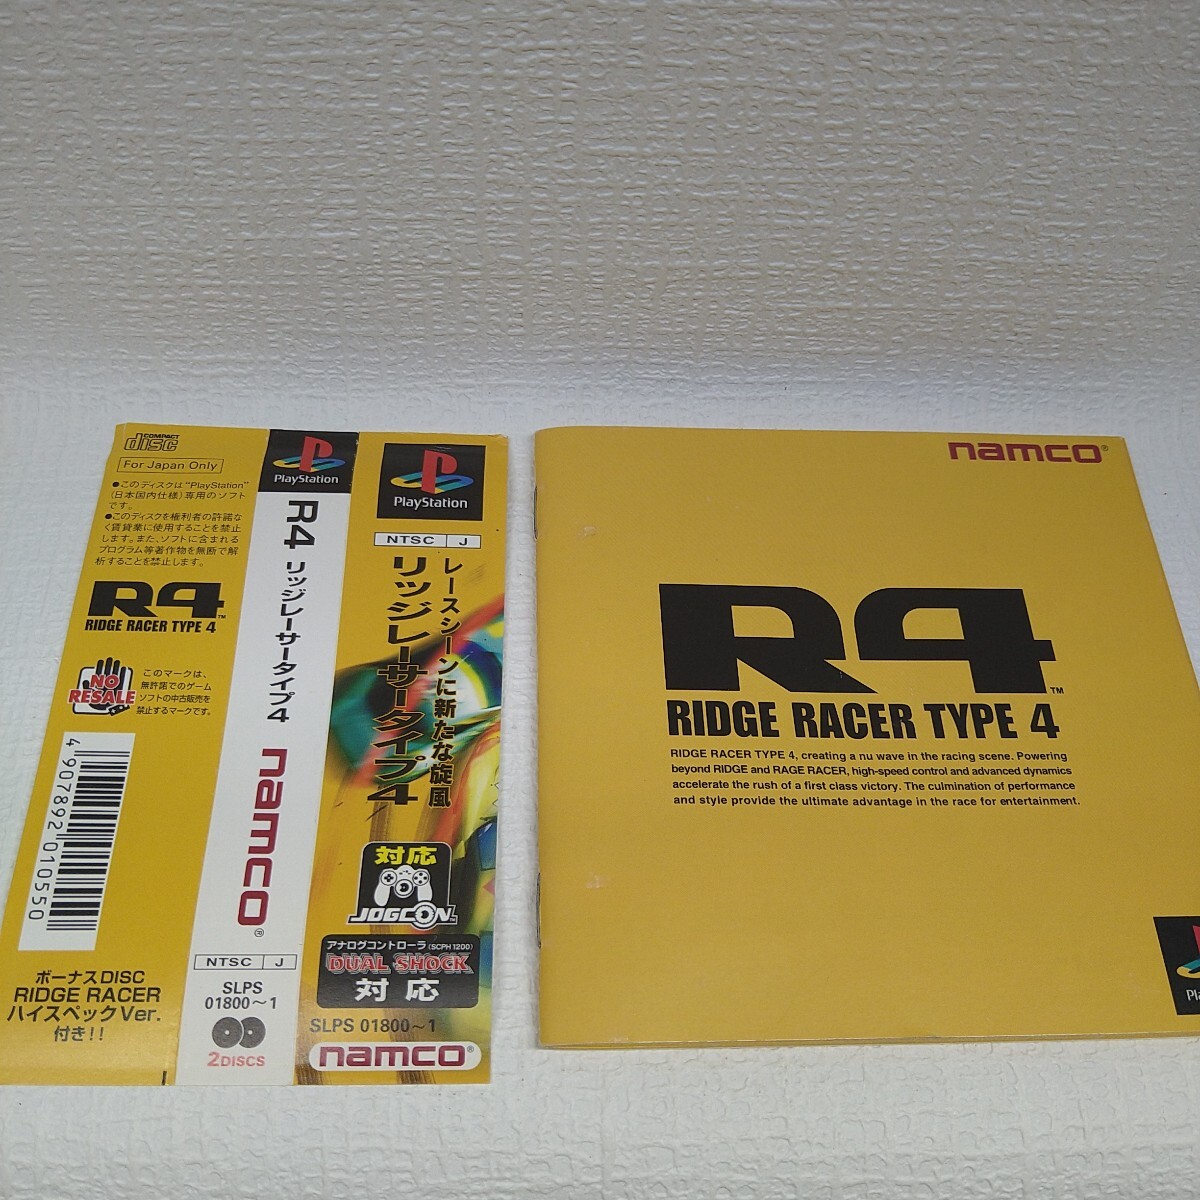 COMPACT
disc
For Japan Only
●このディスクは"PlayStation"
(日本国内仕様)専用のソフト
です。
●このディスクを権利者の許諾な
く賃貸業に使用することを禁止
します。また、ソフトに含まれる
プログラム等著作物を無断で解
析することを禁止します。
R4™
RIDGE RACER TYPE 4
NO
RESALE
このマークは、
無許諾でのゲーム
ソフトの中古販売を
禁止するマークです。
4907892010550
ボーナスDISC
RIDGE RACER
ハイスペックVer.
付き!!
PlayStation
R4 リッジレーサータイプ4
namco®
NTSC J
SLPS
01800～1
2DISCS
PlayStation
NTSC J
レースシーンに新たな旋風
リッジレーサータイプ4
対応
JOGCON™
アナログコントローラ(SCPH1200)
DUAL SHOCK
対応
SLPS 01800～1
namco®
namco®
R4™
RIDGE RACER TYPE 4
RIDGE RACER TYPE 4, creating a nu wave in the racing scene. Powering
beyond RIDGE and RAGE RACER, high-speed control and advanced dynamics
accelerate the rush of a first class victory. The culmination of performance
and style provide the ultimate advantage in the race for entertainment.
Pla